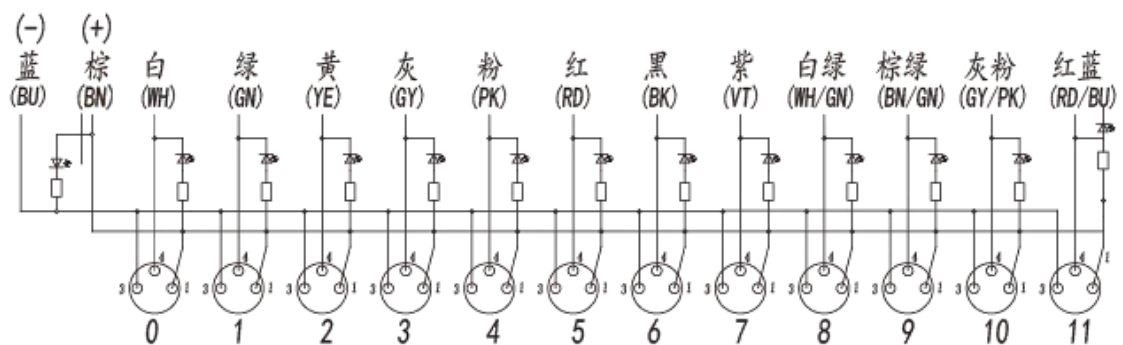 (-) (+)
蓝 棕 白 绿 黄 灰 粉 红 黑 紫 白绿 棕绿 灰粉 红蓝
(BU) (BN) (WH) (GN) (YE) (GY) (PK) (RD) (BK) (VT) (WH/GN) (BN/GN) (GY/PK) (RD/BU)
4 4 4 4 4 4 4 4 4 4 4 4
3 1 3 1 3 1 3 1 3 1 3 1 3 1 3 1 3 1 3 1 3 1 3 1
0 1 2 3 4 5 6 7 8 9 10 11